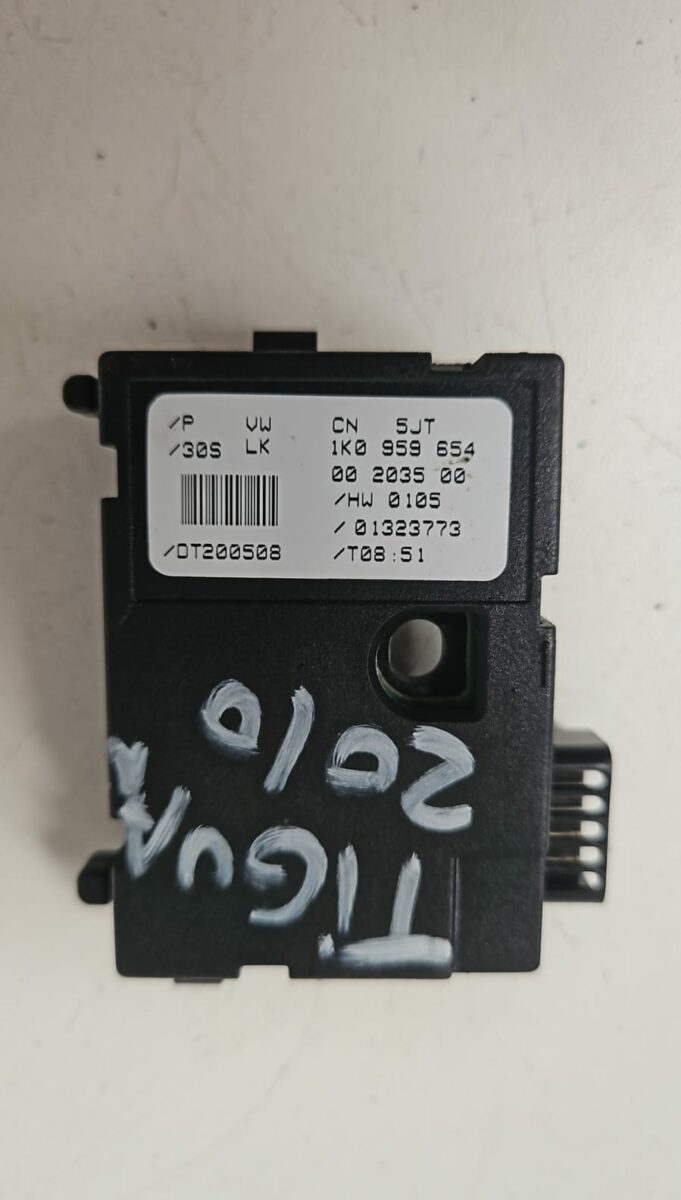 /P VW CN 5JT
/30S LK 1K0 959 654
00 2035 00
/HW 0105
/ 01323773
/DT200508 /T08:51
TIGUAN
2010